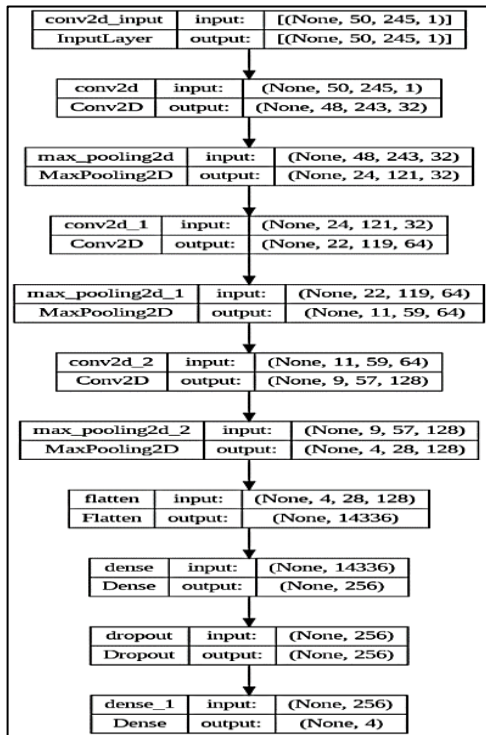 conv2d_input input: [(None, 50, 245, 1)]
InputLayer output: [(None, 50, 245, 1)]
conv2d input: (None, 50, 245, 1)
Conv2D output: (None, 48, 243, 32)
max_pooling2d input: (None, 48, 243, 32)
MaxPooling2D output: (None, 24, 121, 32)
conv2d_1 input: (None, 24, 121, 32)
Conv2D output: (None, 22, 119, 64)
max_pooling2d_1 input: (None, 22, 119, 64)
MaxPooling2D output: (None, 11, 59, 64)
conv2d_2 input: (None, 11, 59, 64)
Conv2D output: (None, 9, 57, 128)
max_pooling2d_2 input: (None, 9, 57, 128)
MaxPooling2D output: (None, 4, 28, 128)
flatten input: (None, 4, 28, 128)
Flatten output: (None, 14336)
dense input: (None, 14336)
Dense output: (None, 256)
dropout input: (None, 256)
Dropout output: (None, 256)
dense_1 input: (None, 256)
Dense output: (None, 4)